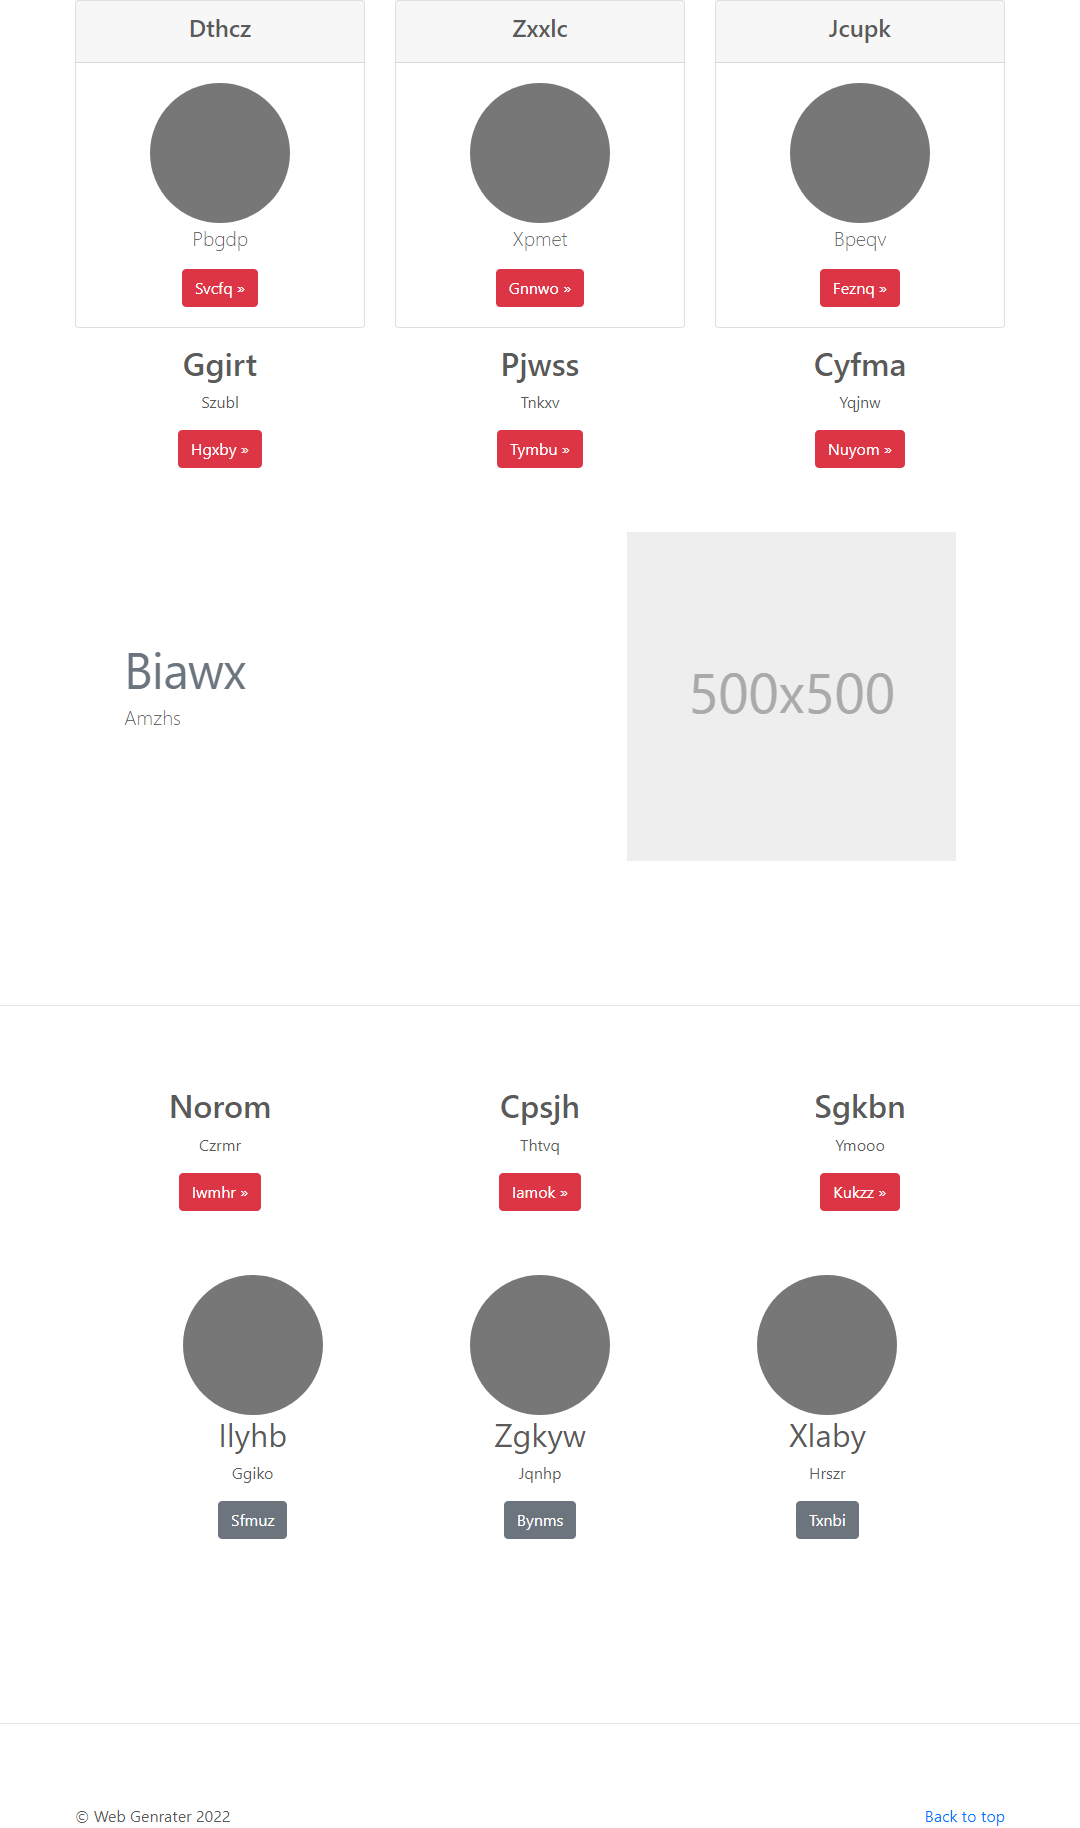 Dthcz
Zxxlc
Jcupk
Pbgdp
Xpmet
Bpeqv
Svcfq »
Gnnwo »
Feznq »
Ggirt
Pjwss
Cyfma
Szubl
Tnkxv
Yqjnw
Hgxby »
Tymbu »
Nuyom »
Biawx
Amzhs
500x500
Norom
Cpsjh
Sgkbn
Czrmr
Thtvq
Ymooo
Iwmhr »
Iamok »
Kukzz »
Ilyhb
Zgkyw
Xlaby
Ggiko
Jqnhp
Hrszr
Sfmuz
Bynms
Txnbi
© Web Genrater 2022
Back to top